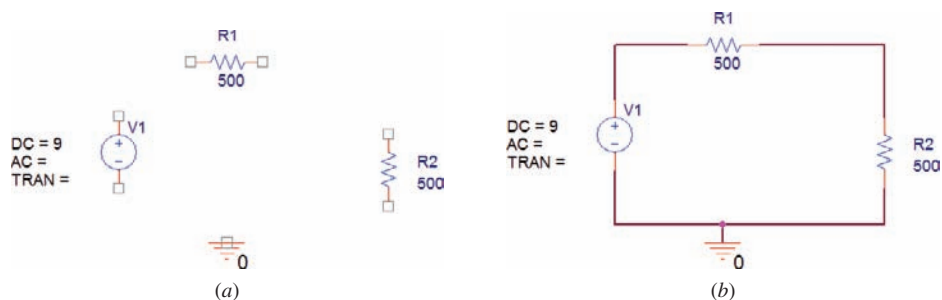 R1
500
V1
+
−
DC = 9
AC =
TRAN =
R2
500
0
(a)
R1
500
V1
+
−
DC = 9
AC =
TRAN =
R2
500
0
(b)